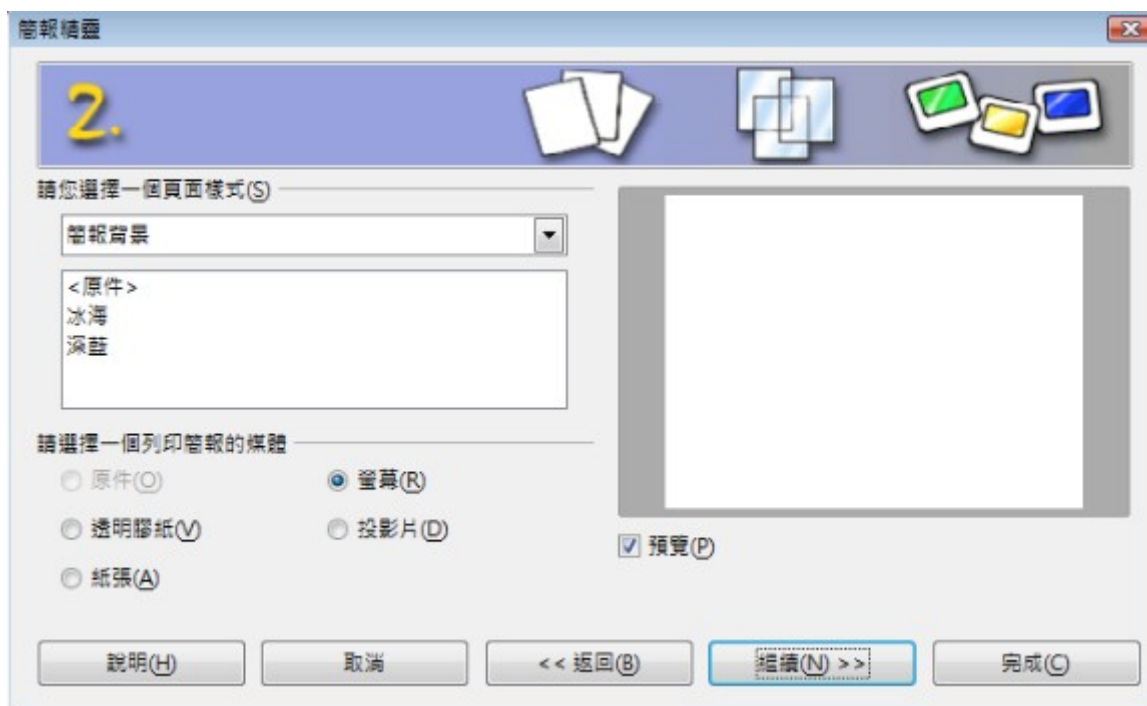 簡報精靈
2.
請您選擇一個頁面樣式(S)
簡報背景
<原件>
冰海
深藍
請選擇一個列印簡報的媒體
原件(O)
螢幕(R)
透明膠紙(V)
投影片(D)
紙張(A)
預覽(P)
說明(H)
取消
<< 返回(B)
繼續(N) >>
完成(C)